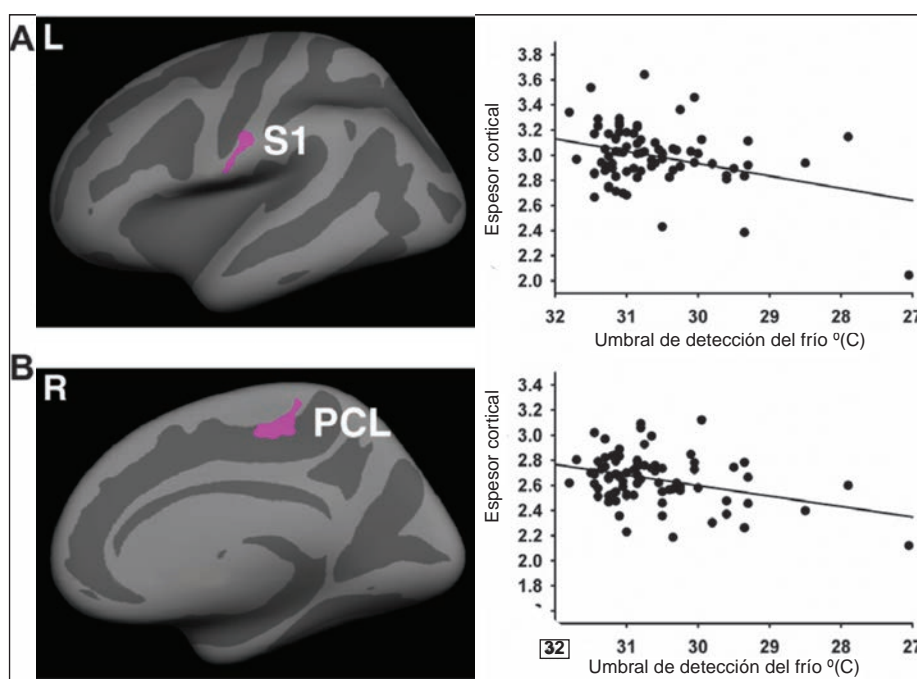 A
L
S1
Espesor cortical
3.8
3.6
3.4
3.2
3.0
2.8
2.6
2.4
2.2
2.0
32 31 30 29 28 27
Umbral de detección del frío º(C)
B
R
PCL
Espesor cortical
3.4
3.2
3.0
2.8
2.6
2.4
2.2
2.0
1.8
1.6
32 31 30 29 28 27
Umbral de detección del frío º(C)